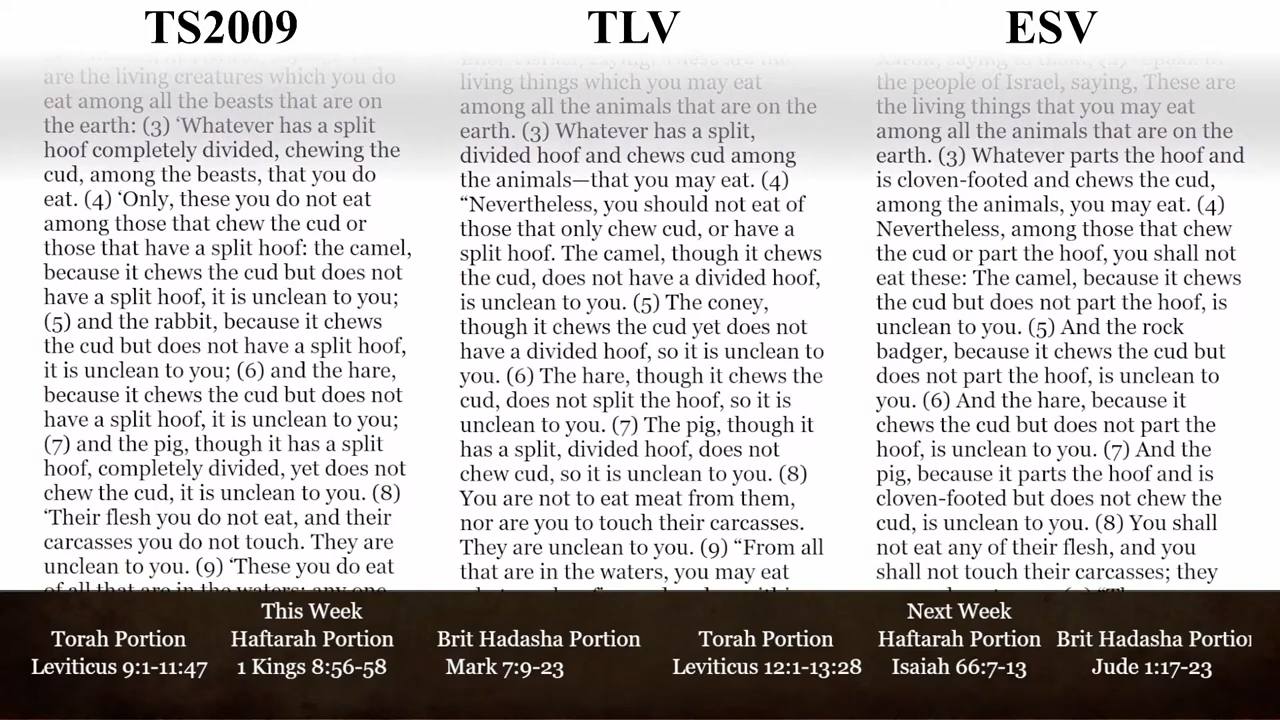 TS2009
are the living creatures which you do
eat among all the beasts that are on
the earth: (3) ‘Whatever has a split
hoof completely divided, chewing the
cud, among the beasts, that you do
eat. (4) ‘Only, these you do not eat
among those that chew the cud or
those that have a split hoof: the camel,
because it chews the cud but does not
have a split hoof, it is unclean to you;
(5) and the rabbit, because it chews
the cud but does not have a split hoof,
it is unclean to you; (6) and the hare,
because it chews the cud but does not
have a split hoof, it is unclean to you;
(7) and the pig, though it has a split
hoof, completely divided, yet does not
chew the cud, it is unclean to you. (8)
‘Their flesh you do not eat, and their
carcasses you do not touch. They are
unclean to you. (9) ‘These you do eat
of all that are in the waters: any one
TLV
living things which you may eat
among all the animals that are on the
earth. (3) Whatever has a split,
divided hoof and chews cud among
the animals—that you may eat. (4)
“Nevertheless, you should not eat of
those that only chew cud, or have a
split hoof. The camel, though it chews
the cud, does not have a divided hoof,
is unclean to you. (5) The coney,
though it chews the cud yet does not
have a divided hoof, so it is unclean to
you. (6) The hare, though it chews the
cud, does not split the hoof, so it is
unclean to you. (7) The pig, though it
has a split, divided hoof, does not
chew cud, so it is unclean to you. (8)
You are not to eat meat from them,
nor are you to touch their carcasses.
They are unclean to you. (9) “From all
that are in the waters, you may eat
ESV
the people of Israel, saying, These are
the living things that you may eat
among all the animals that are on the
earth. (3) Whatever parts the hoof and
is cloven-footed and chews the cud,
among the animals, you may eat. (4)
Nevertheless, among those that chew
the cud or part the hoof, you shall not
eat these: The camel, because it chews
the cud but does not part the hoof, is
unclean to you. (5) And the rock
badger, because it chews the cud but
does not part the hoof, is unclean to
you. (6) And the hare, because it
chews the cud but does not part the
hoof, is unclean to you. (7) And the
pig, because it parts the hoof and is
cloven-footed but does not chew the
cud, is unclean to you. (8) You shall
not eat any of their flesh, and you
shall not touch their carcasses; they
This Week
Torah Portion
Leviticus 9:1-11:47
Haftarah Portion
1 Kings 8:56-58
Brit Hadasha Portion
Mark 7:9-23
Next Week
Torah Portion
Leviticus 12:1-13:28
Haftarah Portion
Isaiah 66:7-13
Brit Hadasha Portion
Jude 1:17-23